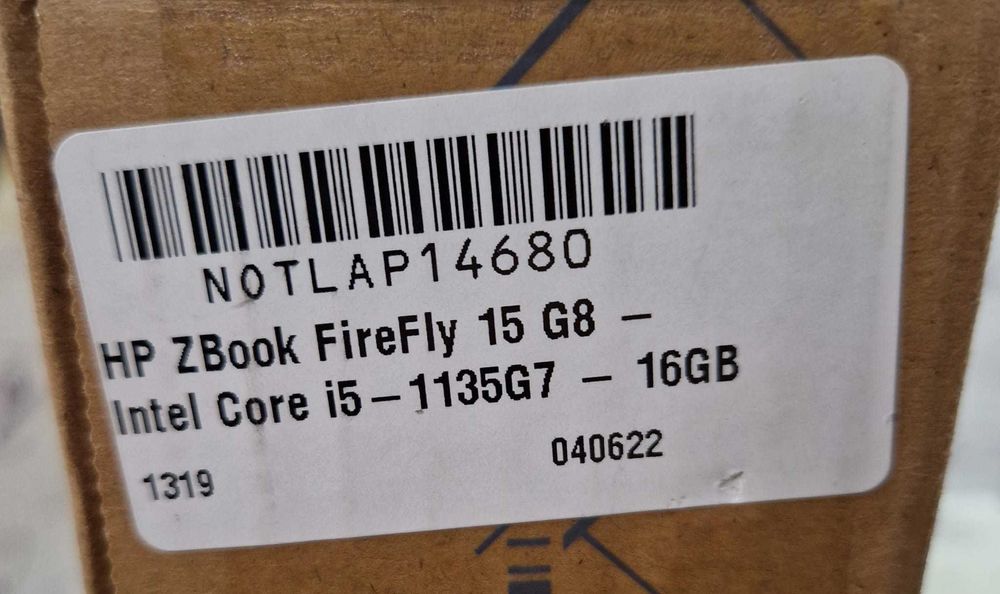 NOTLAP14680
HP ZBook FireFly 15 G8 –
Intel Core i5–1135G7 – 16GB
040622
1319